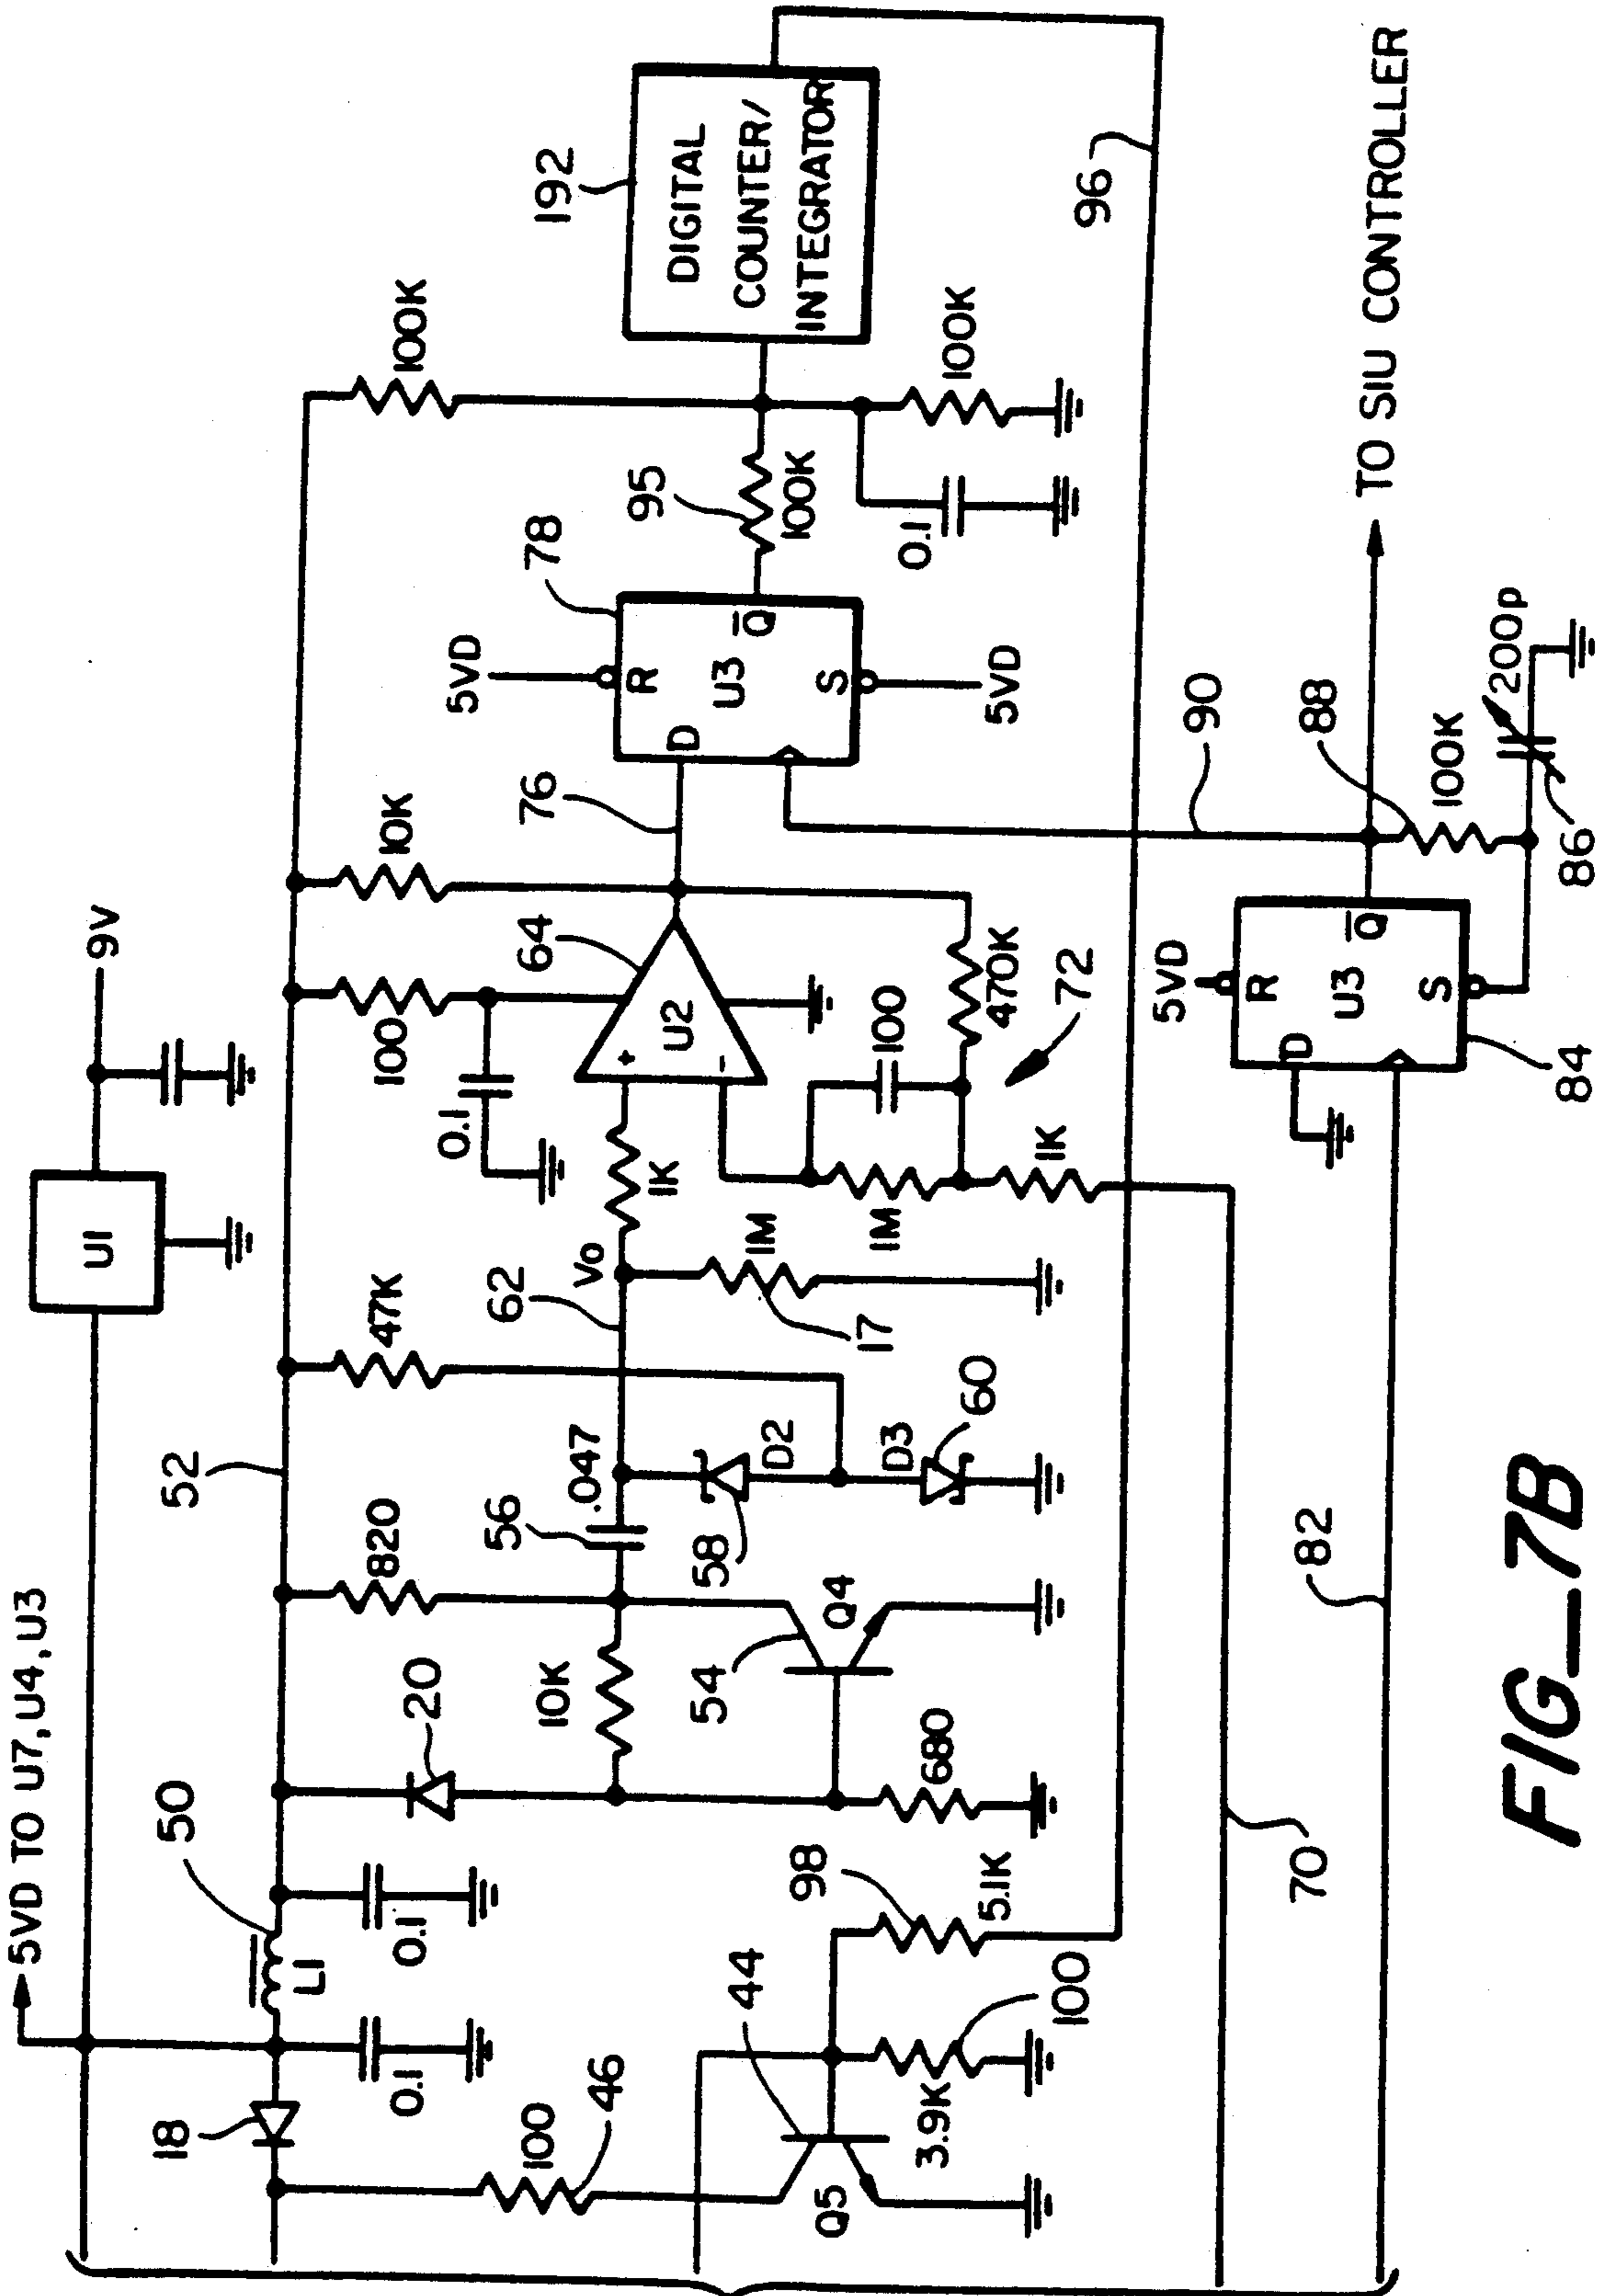 5VD TO U7, U4, U3
U1
9V
18
50
L1
0.1
0.1
52
20
820
47K
100
0.1
10K
100K
100
46
10K
56
.047
62
Vo
1K
64
+
-
U2
76
5VD
78
R
D
U3
Q
S
5VD
95
100K
192
DIGITAL
COUNTER/
INTEGRATOR
0.1
100K
44
Q5
3.9K
100
98
5.1K
680
54
Q4
58
D2
D3
60
17
1M
1M
1K
100
470K
72
96
70
82
5VD
D
R
U3
Q
S
84
90
88
100K
86
200p
TO SIU CONTROLLER
FIG_7B